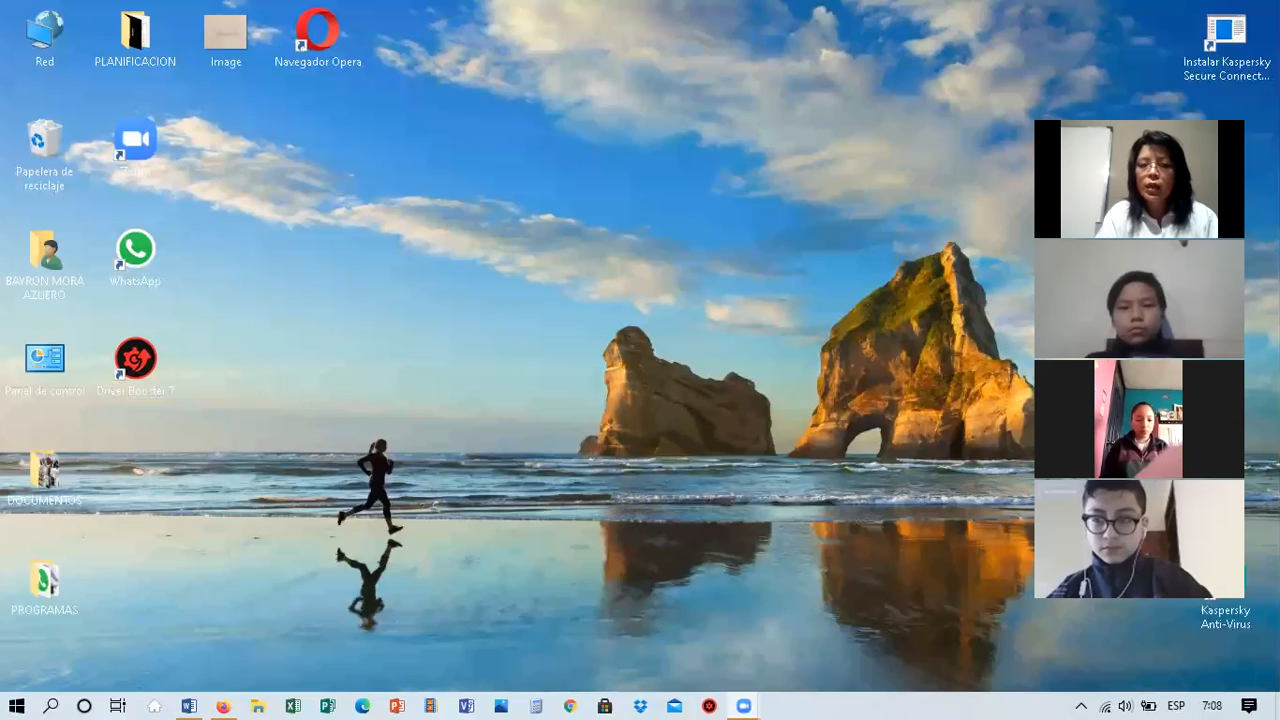 Red
PLANIFICACION
Image
Navegador Opera
Instalar Kaspersky
Secure Connect...
Papelera de
reciclaje
Zoom
BAYRON MORA
AZUERO
WhatsApp
Panel de control
Driver Booster 7
DOCUMENTOS
PROGRAMAS
Kaspersky
Anti-Virus
ESP
7:08